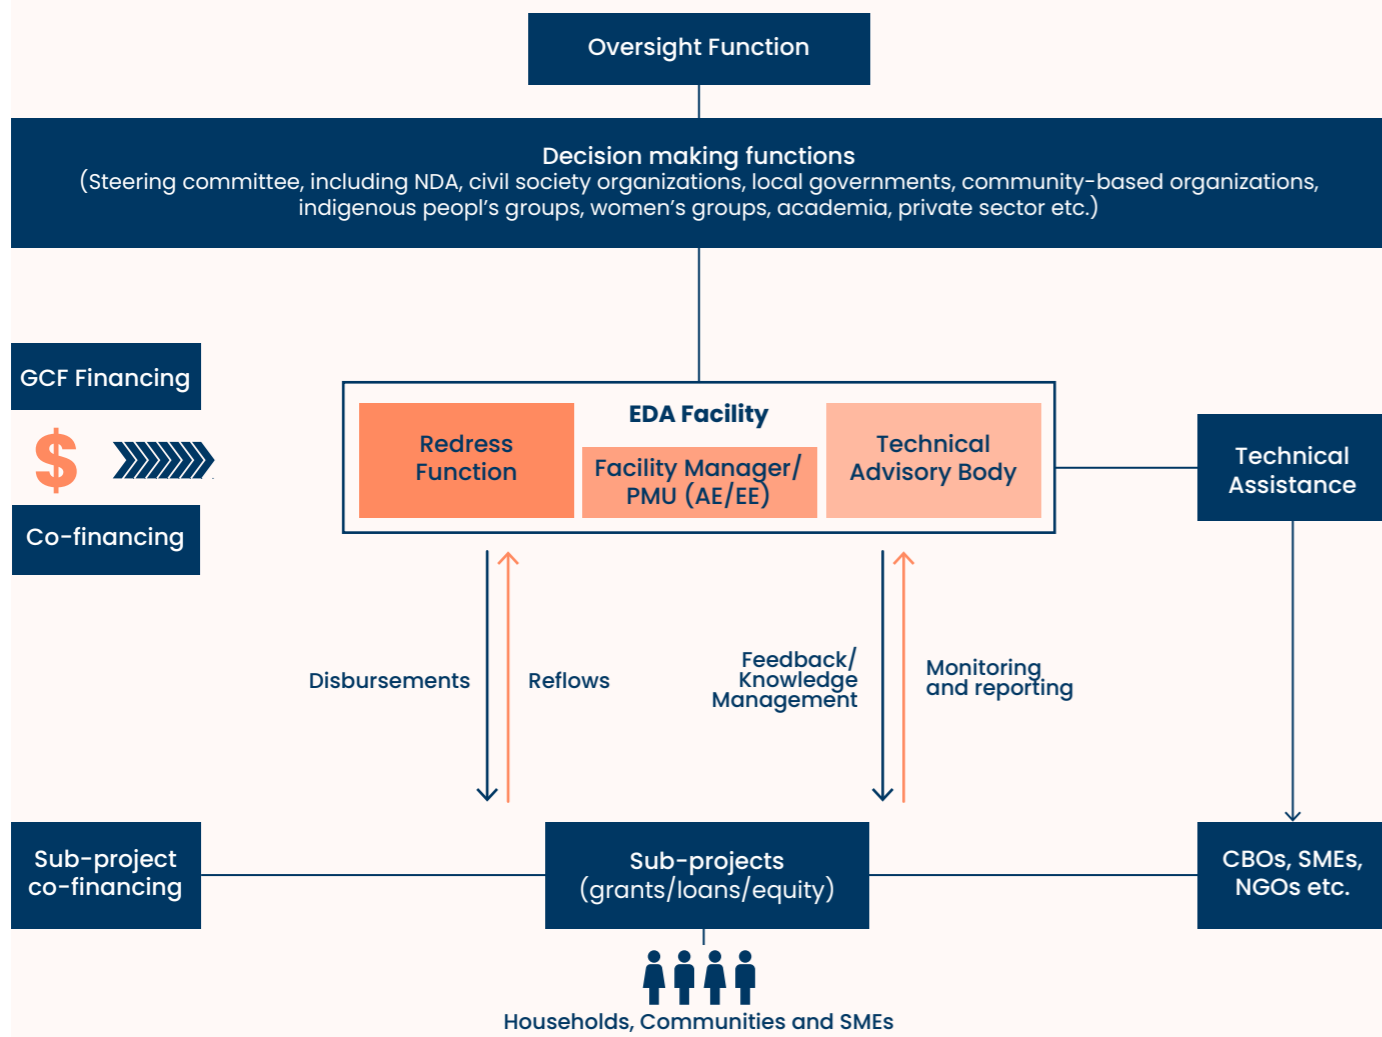 Oversight Function
Decision making functions
(Steering committee, including NDA, civil society organizations, local governments, community-based organizations,
indigenous peopl's groups, women's groups, academia, private sector etc.)
GCF Financing
$
Co-financing
EDA Facility
Redress
Function
Facility Manager/
PMU (AE/EE)
Technical
Advisory Body
Technical
Assistance
Disbursements
Reflows
Feedback/
Knowledge
Management
Monitoring
and reporting
Sub-project
co-financing
Sub-projects
(grants/loans/equity)
CBOs, SMEs,
NGOs etc.
Households, Communities and SMEs